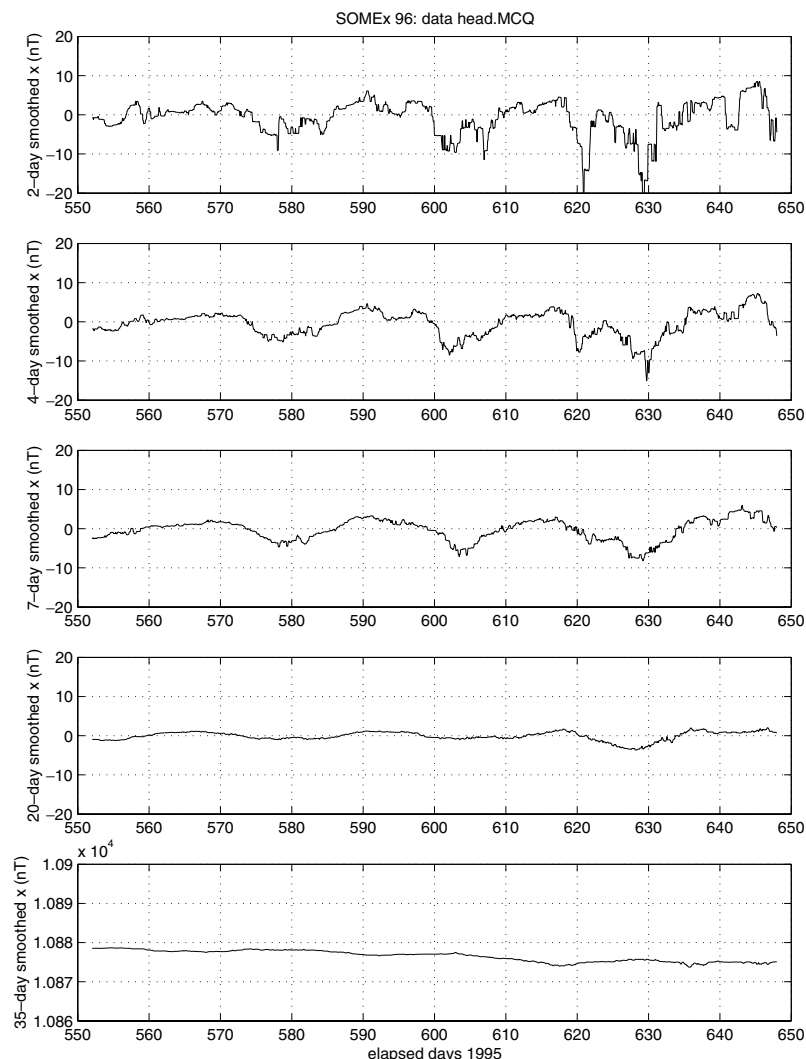 SOMEx 96: data head.MCQ
2−day smoothed x (nT)
20
10
0
−10
−20
550 560 570 580 590 600 610 620 630 640 650
4−day smoothed x (nT)
20
10
0
−10
−20
550 560 570 580 590 600 610 620 630 640 650
7−day smoothed x (nT)
20
10
0
−10
−20
550 560 570 580 590 600 610 620 630 640 650
20−day smoothed x (nT)
20
10
0
−10
−20
550 560 570 580 590 600 610 620 630 640 650
x 10^4
35−day smoothed x (nT)
1.09
1.089
1.088
1.087
1.086
550 560 570 580 590 600 610 620 630 640 650
elapsed days 1995